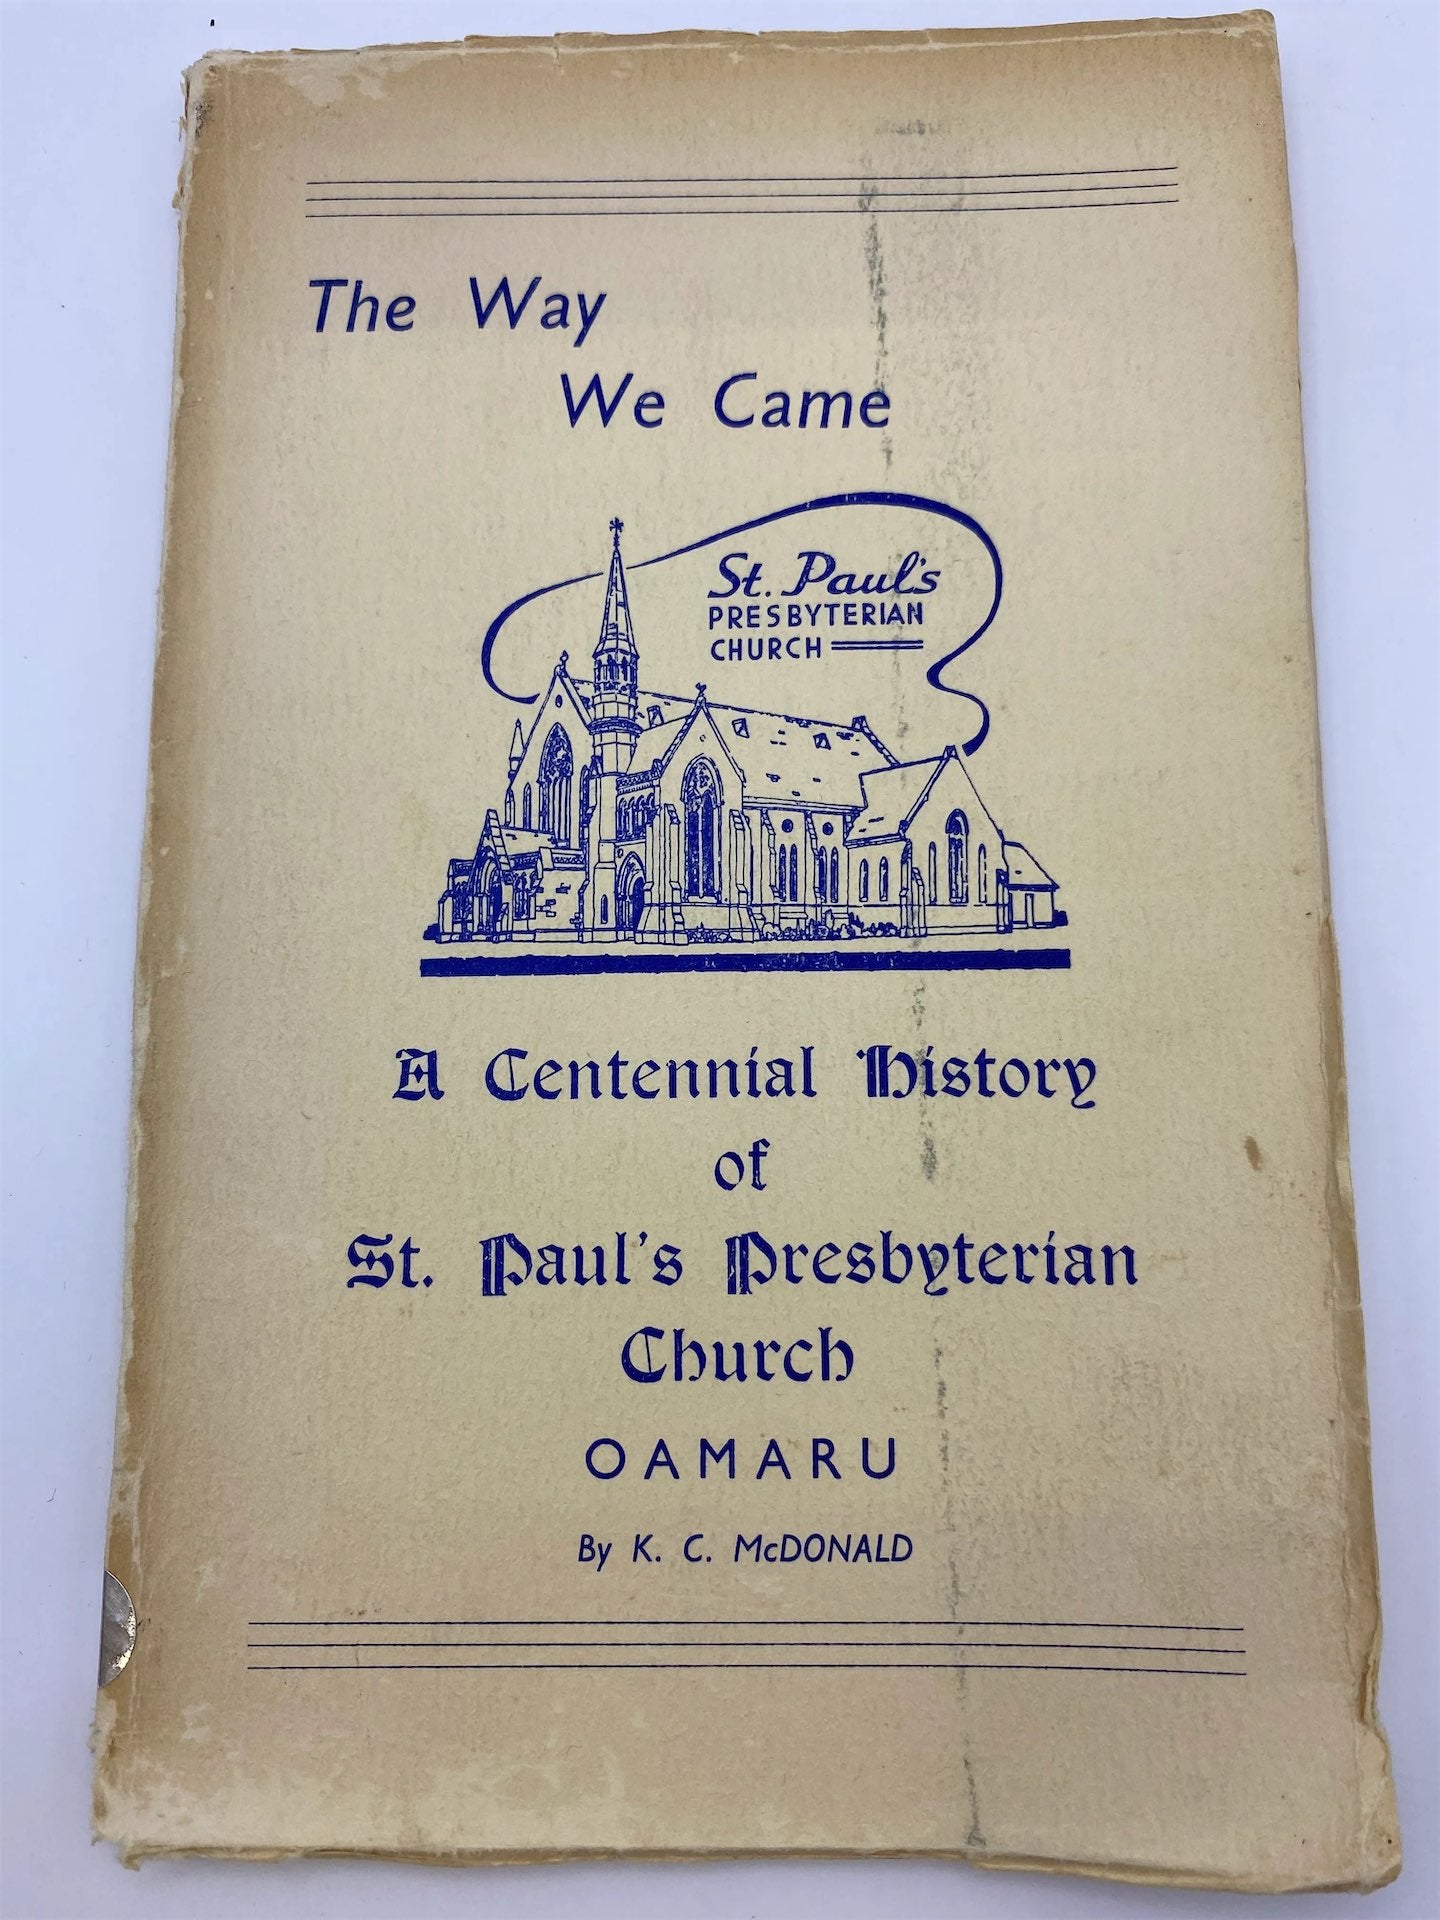 The Way
We Came
St. Paul's
PRESBYTERIAN
CHURCH
A Centennial History
of
St. Paul's Presbyterian
Church
OAMARU
By K. C. McDONALD